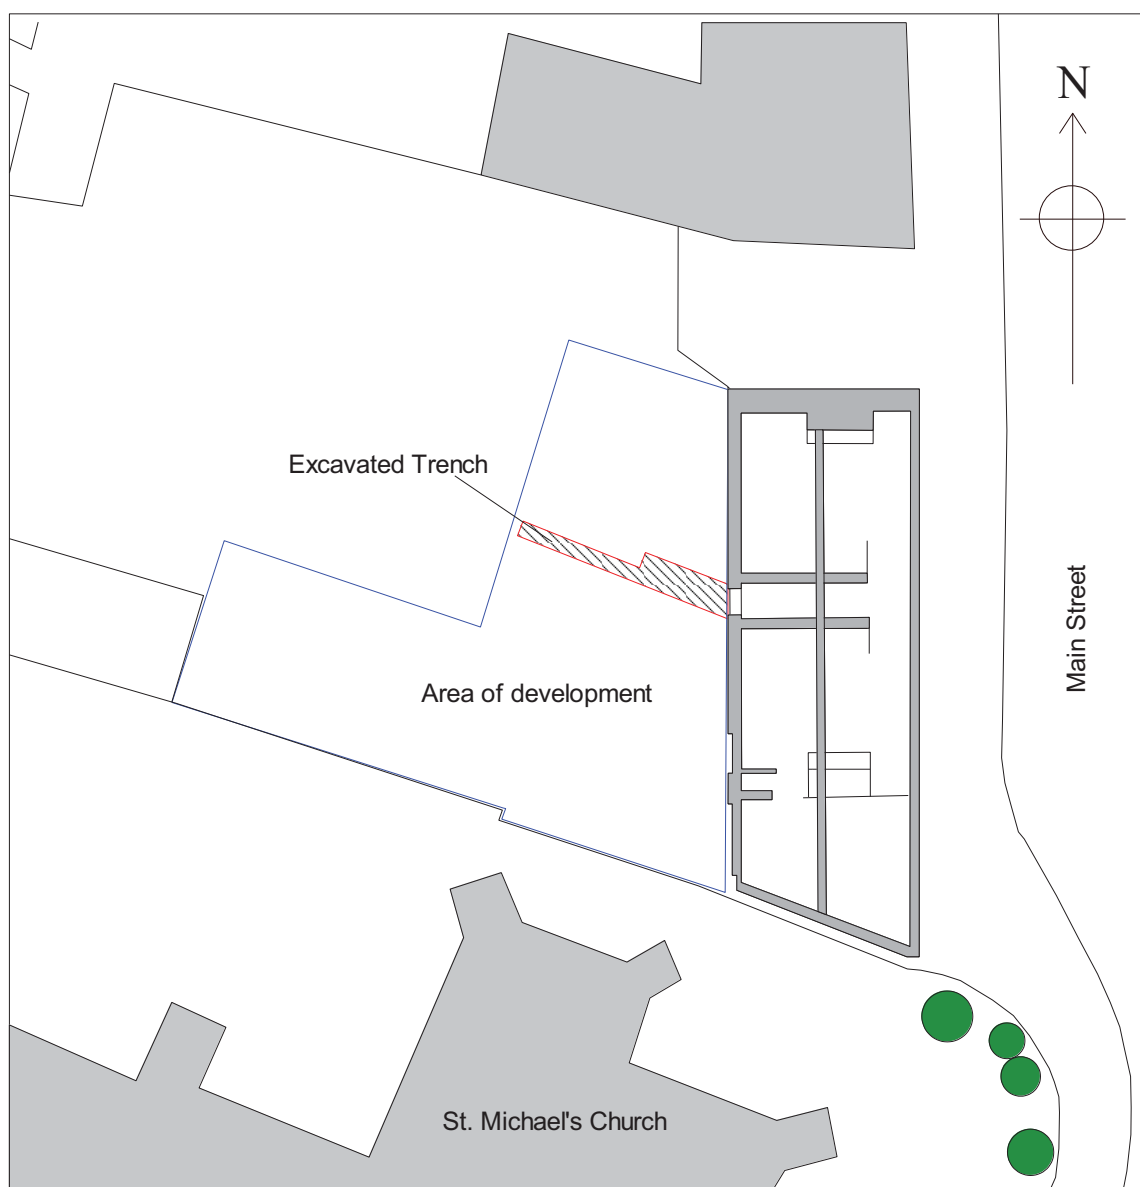 N
Excavated Trench
Main Street
Area of development
St. Michael's Church